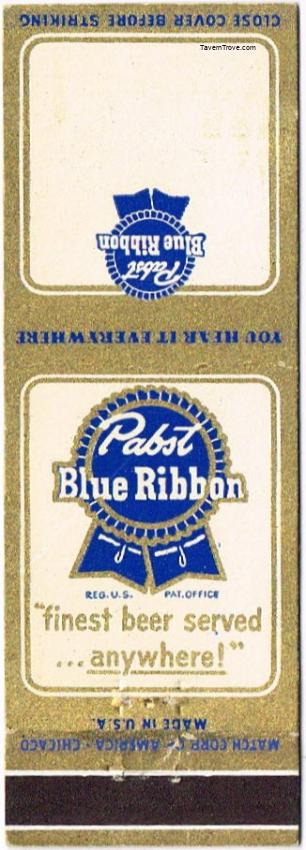 CLOSE COVER BEFORE STRIKING
TavernTrove.com
Pabst
Blue Ribbon
YOU HEAR IT EVERYWHERE
Pabst
Blue Ribbon
REG. U.S. PAT. OFFICE
"finest beer served
...anywhere!"
MADE IN U.S.A.
MATCH CORP. OF AMERICA - CHICAGO